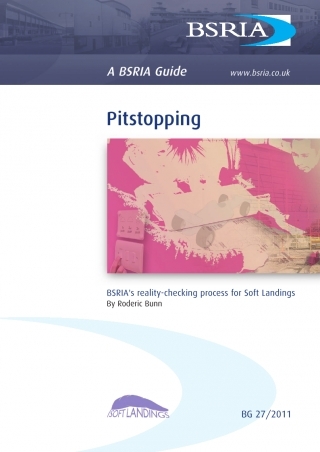 BSRIA
A BSRIA Guide www.bsria.co.uk
Pitstopping
BSRIA's reality-checking process for Soft Landings
By Roderic Bunn
SOFT LANDINGS
BG 27/2011